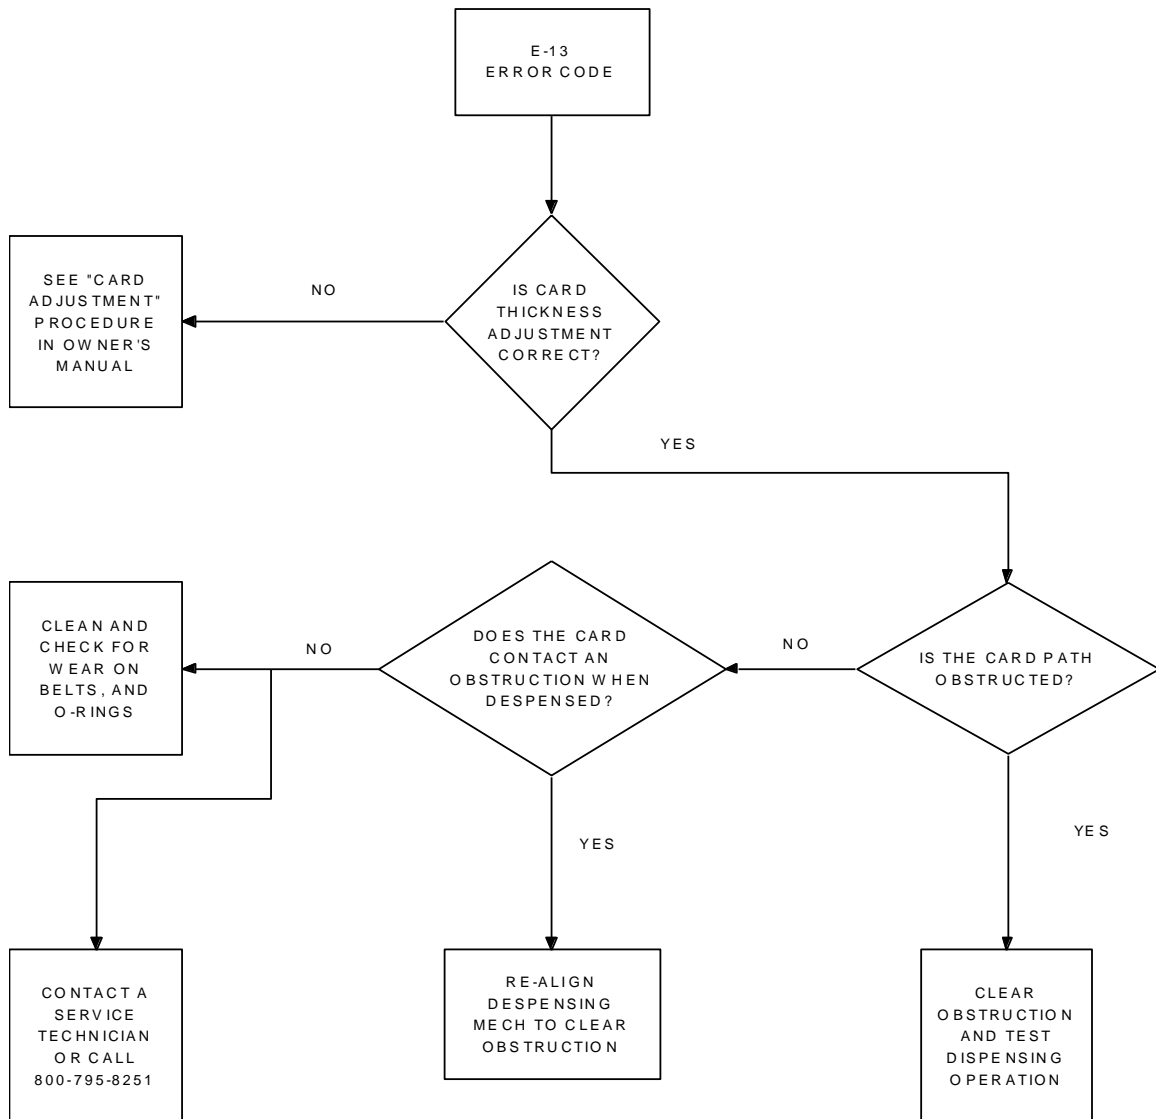 E-13
ERROR CODE
SEE "CARD
ADJUSTMENT"
PROCEDURE
IN OWNER'S
MANUAL
NO
IS CARD
THICKNESS
ADJUSTMENT
CORRECT?
YES
CLEAN AND
CHECK FOR
WEAR ON
BELTS, AND
O-RINGS
NO
DOES THE CARD
CONTACT AN
OBSTRUCTION WHEN
DESPENSED?
NO
IS THE CARD PATH
OBSTRUCTED?
YES
YES
CONTACT A
SERVICE
TECHNICIAN
OR CALL
800-795-8251
RE-ALIGN
DESPENSING
MECH TO CLEAR
OBSTRUCTION
CLEAR
OBSTRUCTION
AND TEST
DISPENSING
OPERATION